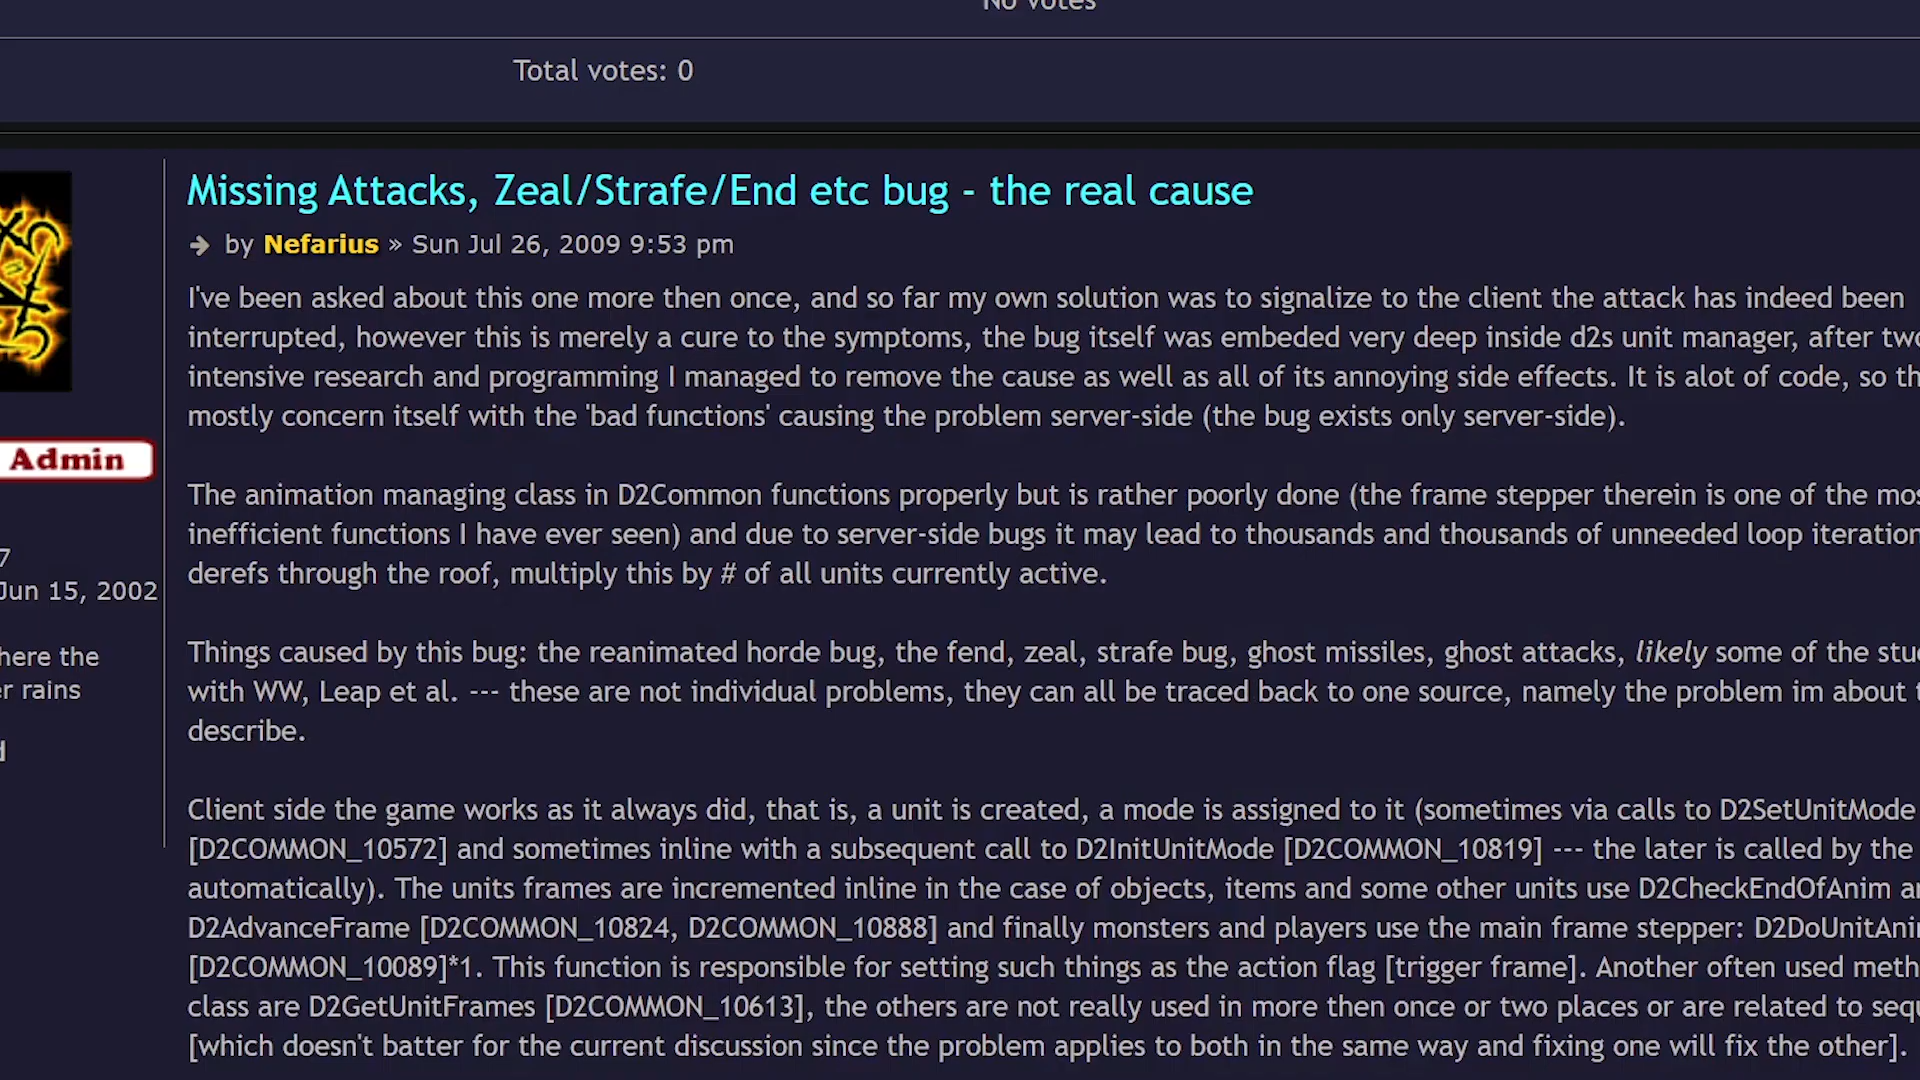 No votes
Total votes: 0
Missing Attacks, Zeal/Strafe/End etc bug - the real cause
by Nefarius » Sun Jul 26, 2009 9:53 pm
I've been asked about this one more then once, and so far my own solution was to signalize to the client the attack has indeed been
interrupted, however this is merely a cure to the symptoms, the bug itself was embeded very deep inside d2s unit manager, after
intensive research and programming I managed to remove the cause as well as all of its annoying side effects. It is alot of code, so
mostly concern itself with the 'bad functions' causing the problem server-side (the bug exists only server-side).
Admin
The animation managing class in D2Common functions properly but is rather poorly done (the frame stepper therein is one of the
inefficient functions I have ever seen) and due to server-side bugs it may lead to thousands and thousands of unneeded loop
derefs through the roof, multiply this by # of all units currently active.
7
Jun 15, 2002
here the
rains
Things caused by this bug: the reanimated horde bug, the fend, zeal, strafe bug, ghost missiles, ghost attacks, likely some of the
with WW, Leap et al. --- these are not individual problems, they can all be traced back to one source, namely the problem im about
describe.
Client side the game works as it always did, that is, a unit is created, a mode is assigned to it (sometimes via calls to D2SetUnitMode
[D2COMMON_10572] and sometimes inline with a subsequent call to D2InitUnitMode [D2COMMON_10819] --- the later is called by the
automatically). The units frames are incremented inline in the case of objects, items and some other units use D2CheckEndOfAnim
D2AdvanceFrame [D2COMMON_10824, D2COMMON_10888] and finally monsters and players use the main frame stepper:
[D2COMMON_10089]*1. This function is responsible for setting such things as the action flag [trigger frame]. Another often used
class are D2GetUnitFrames [D2COMMON_10613], the others are not really used in more then once or two places or are related to
[which doesn't batter for the current discussion since the problem applies to both in the same way and fixing one will fix the other].